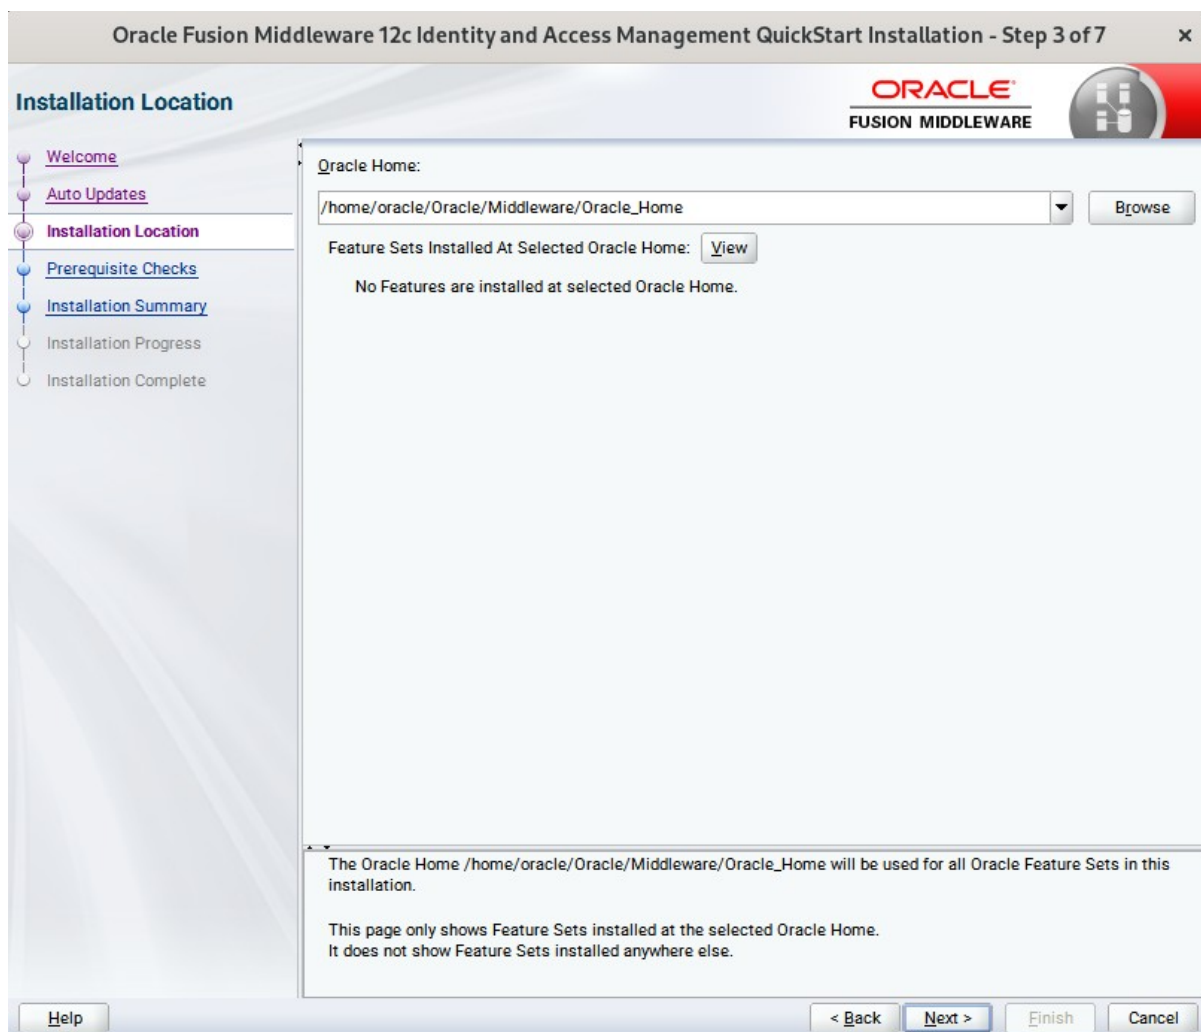 Oracle Fusion Middleware 12c Identity and Access Management QuickStart Installation - Step 3 of 7
Installation Location
ORACLE
FUSION MIDDLEWARE
Welcome
Auto Updates
Installation Location
Prerequisite Checks
Installation Summary
Installation Progress
Installation Complete
Oracle Home:
/home/oracle/Oracle/Middleware/Oracle_Home
Browse
Feature Sets Installed At Selected Oracle Home: View
No Features are installed at selected Oracle Home.
The Oracle Home /home/oracle/Oracle/Middleware/Oracle_Home will be used for all Oracle Feature Sets in this
installation.
This page only shows Feature Sets installed at the selected Oracle Home.
It does not show Feature Sets installed anywhere else.
Help
< Back Next > Finish Cancel